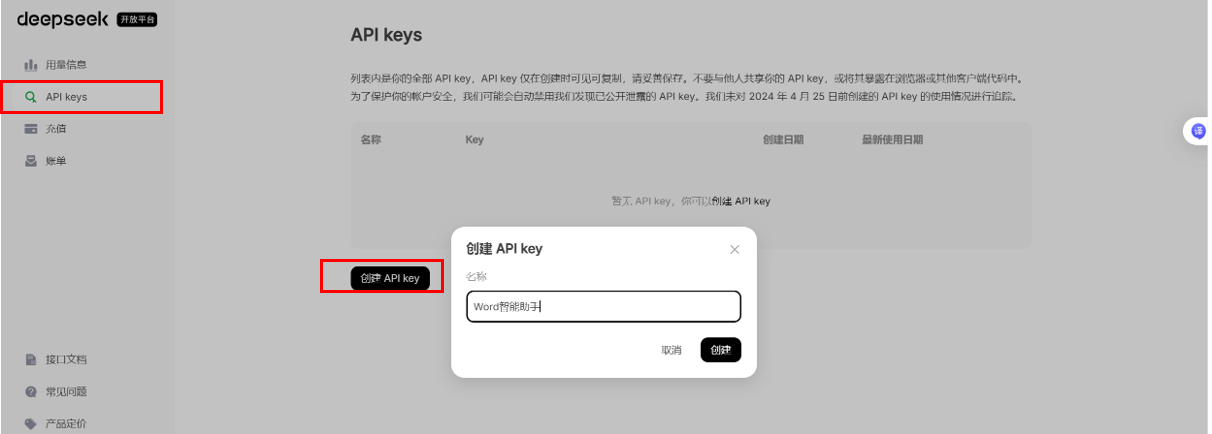 deepseek 开放平台
用量信息
API keys
充值
账单
接口文档
常见问题
产品定价
API keys
列表内是你的全部 API key，API key 仅在创建时可见可复制，请妥善保存。不要与他人共享你的 API key，或将其暴露在浏览器或其他客户端代码中。
为了保护你的帐户安全，我们可能会自动禁用我们发现已公开泄露的 API key。我们未对 2024 年 4 月 25 日前创建的 API key 的使用情况进行追踪。
名称 Key 创建日期 最新使用日期
暂无 API key，你可以创建 API key
创建 API key
创建 API key
名称
Word智能助手
取消 创建
译